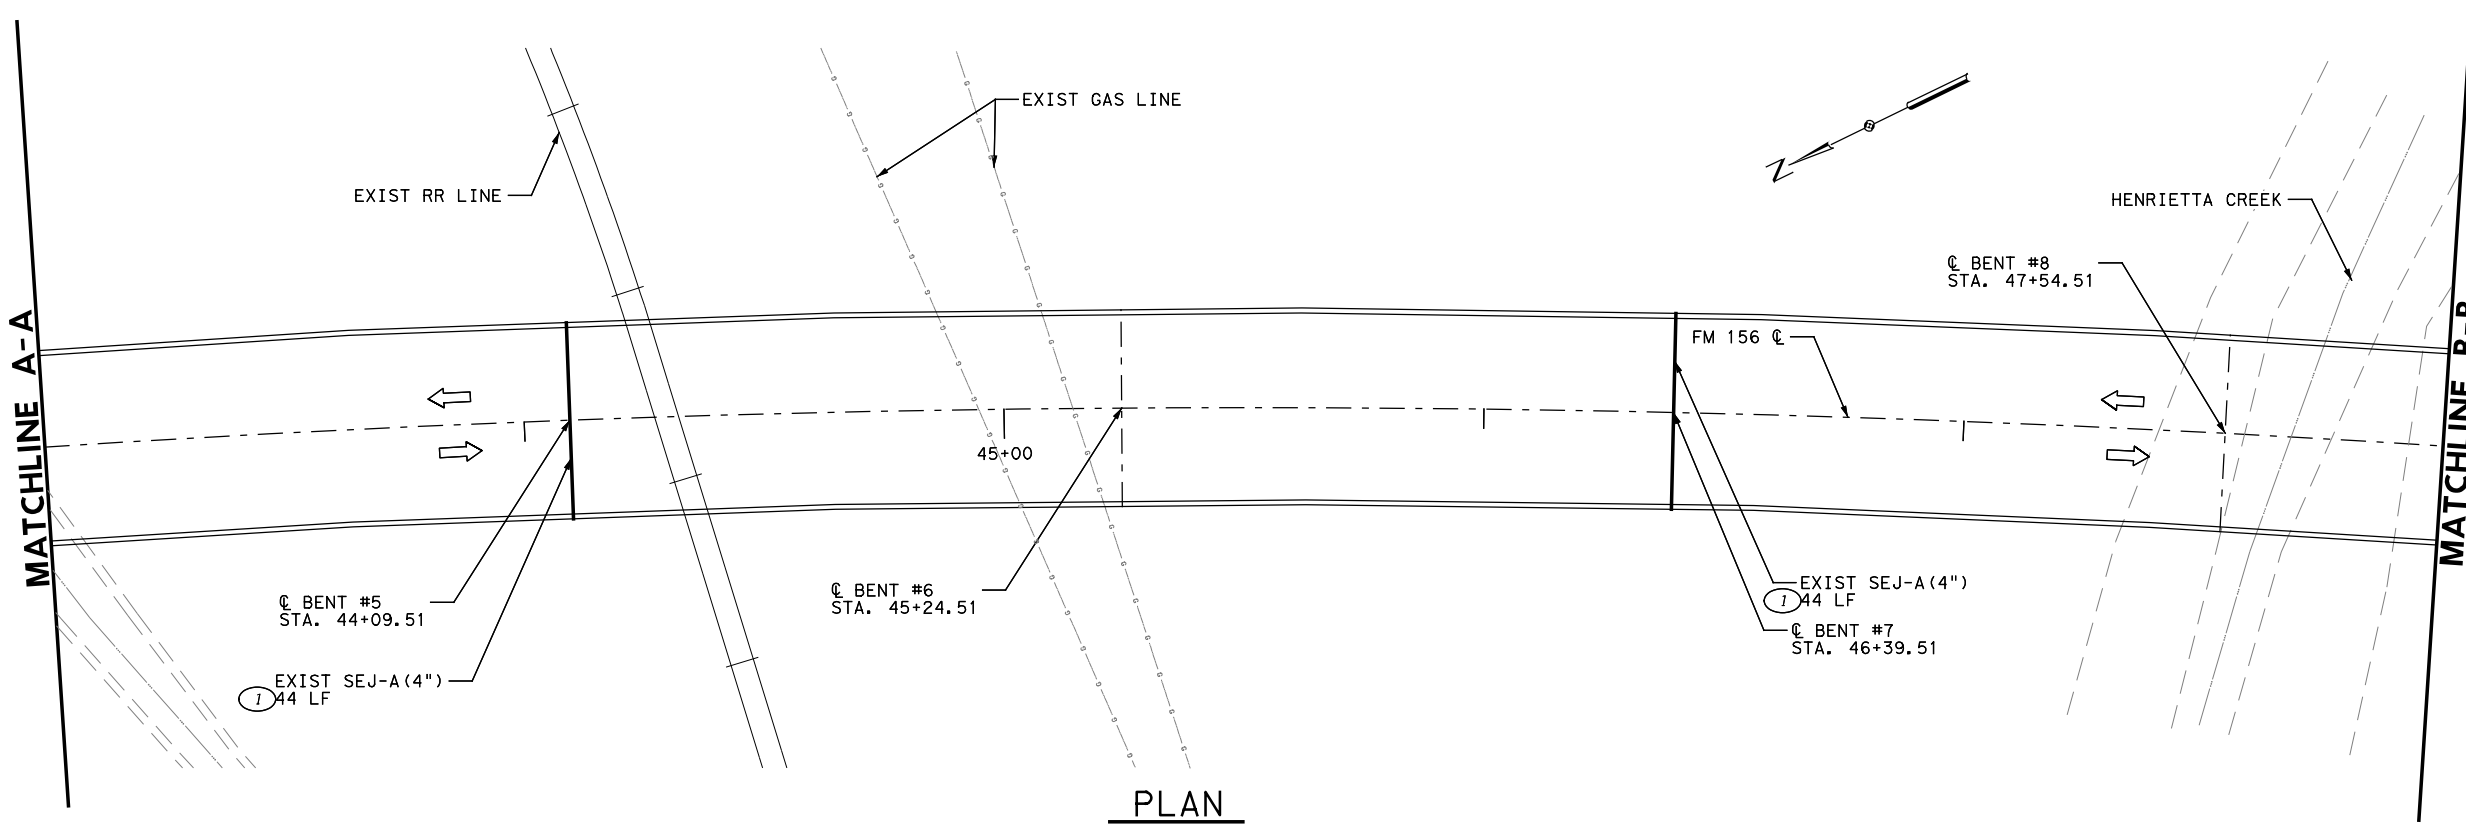 EXIST GAS LINE
EXIST RR LINE
N
HENRIETTA CREEK
℄ BENT #8
STA. 47+54.51
FM 156 ℄
MATCHLINE A-A
45+00
℄ BENT #5
STA. 44+09.51
℄ BENT #6
STA. 45+24.51
EXIST SEJ-A(4")
1 44 LF
℄ BENT #7
STA. 46+39.51
EXIST SEJ-A(4")
1 44 LF
MATCHLINE B-B
PLAN